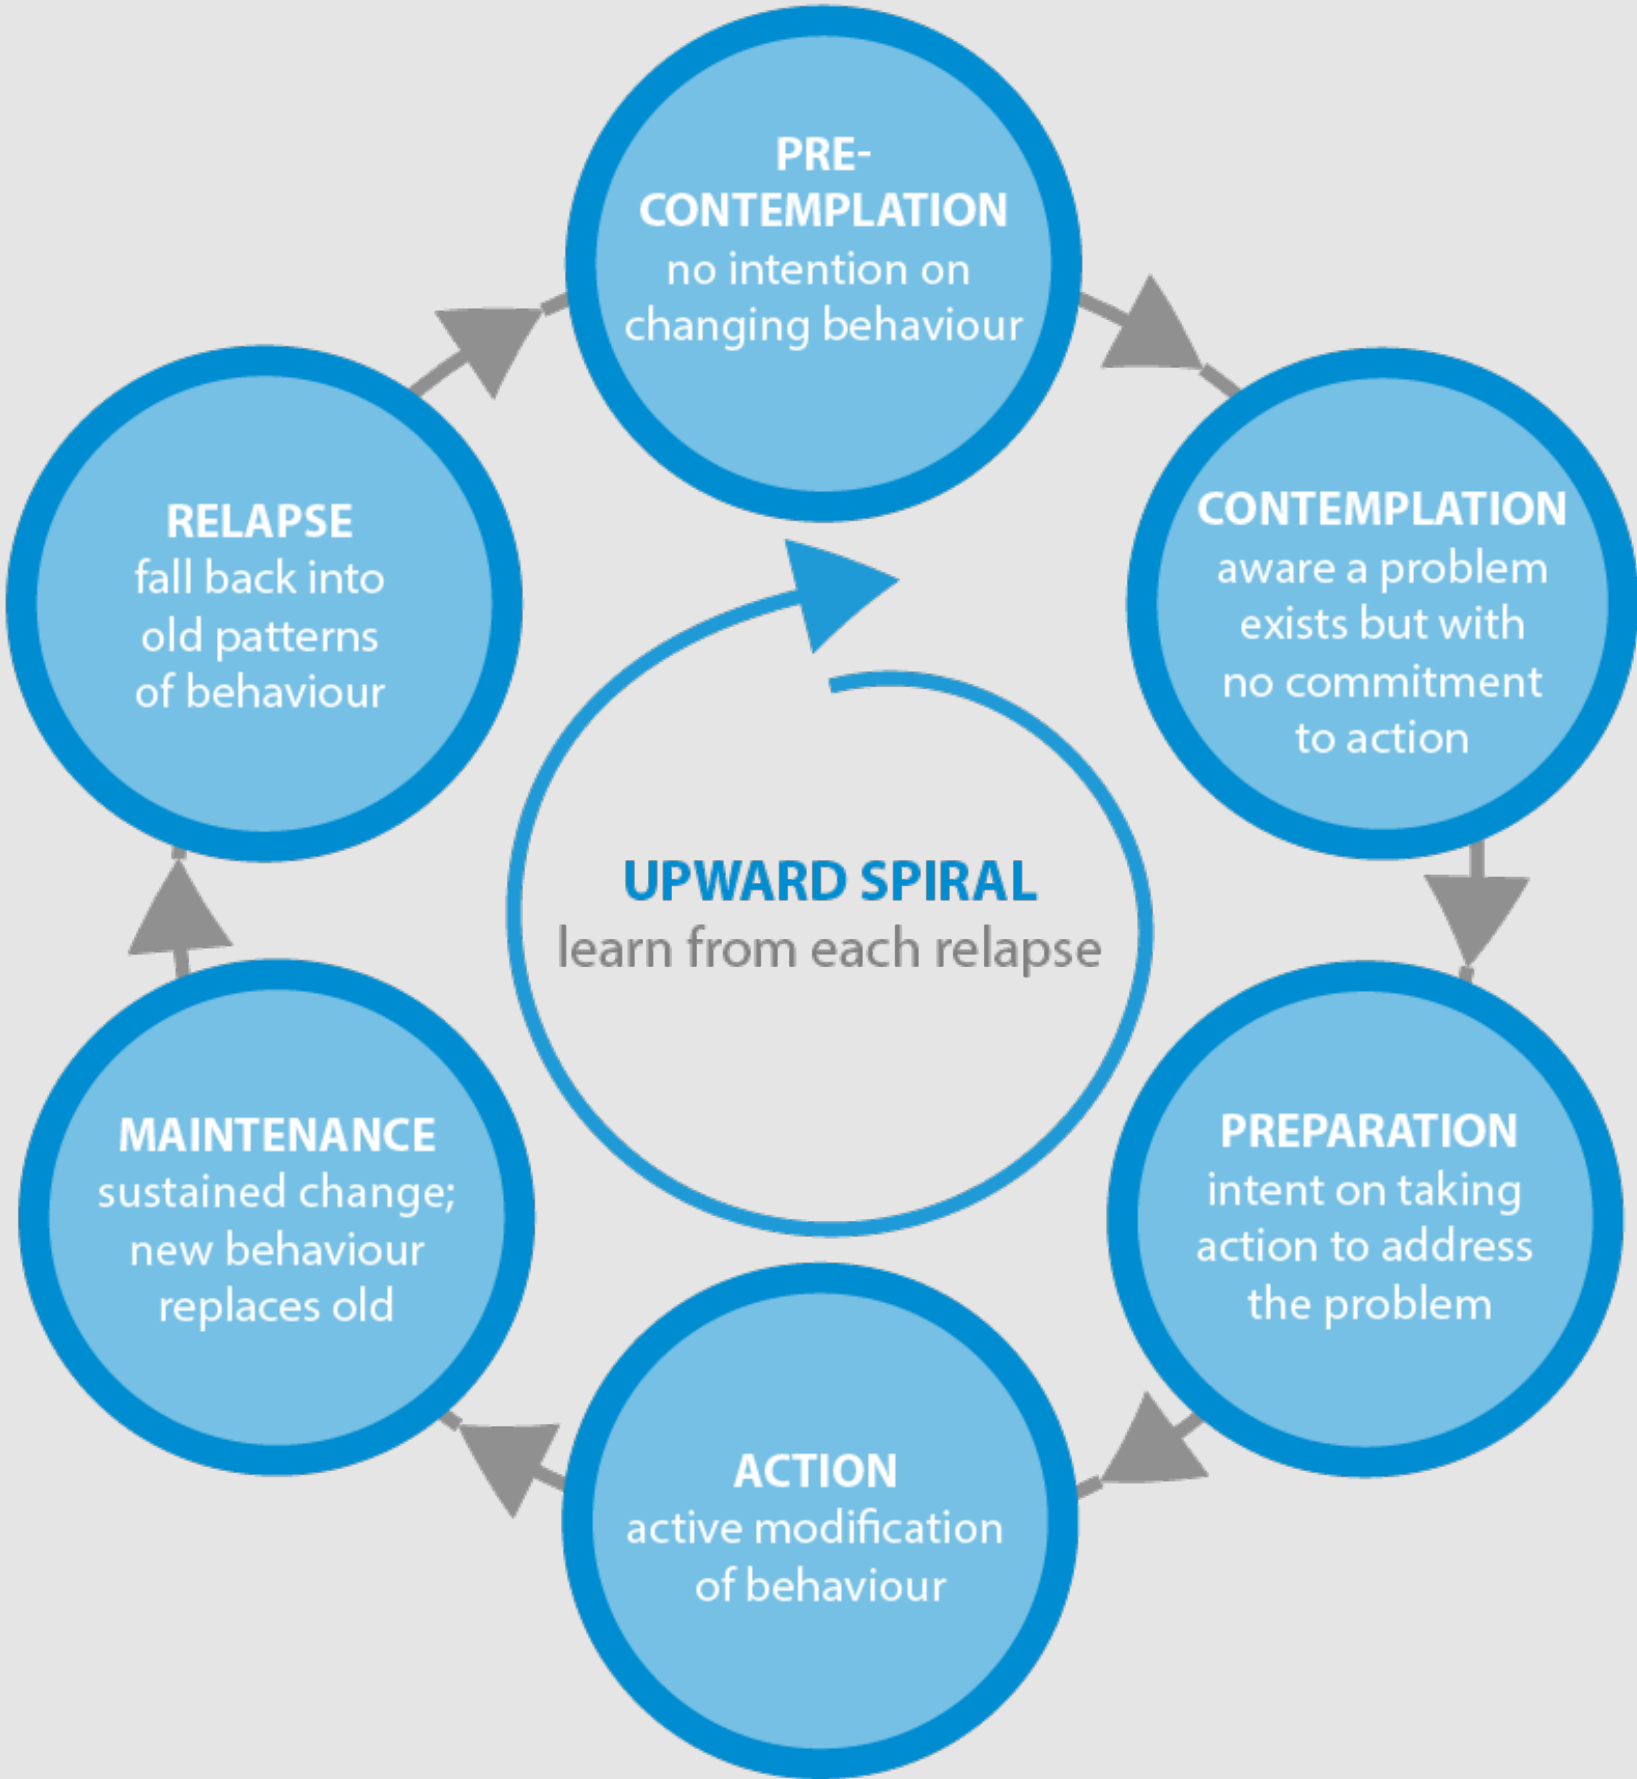 PRE-
CONTEMPLATION
no intention on
changing behaviour
CONTEMPLATION
aware a problem
exists but with
no commitment
to action
PREPARATION
intent on taking
action to address
the problem
ACTION
active modification
of behaviour
MAINTENANCE
sustained change;
new behaviour
replaces old
RELAPSE
fall back into
old patterns
of behaviour
UPWARD SPIRAL
learn from each relapse